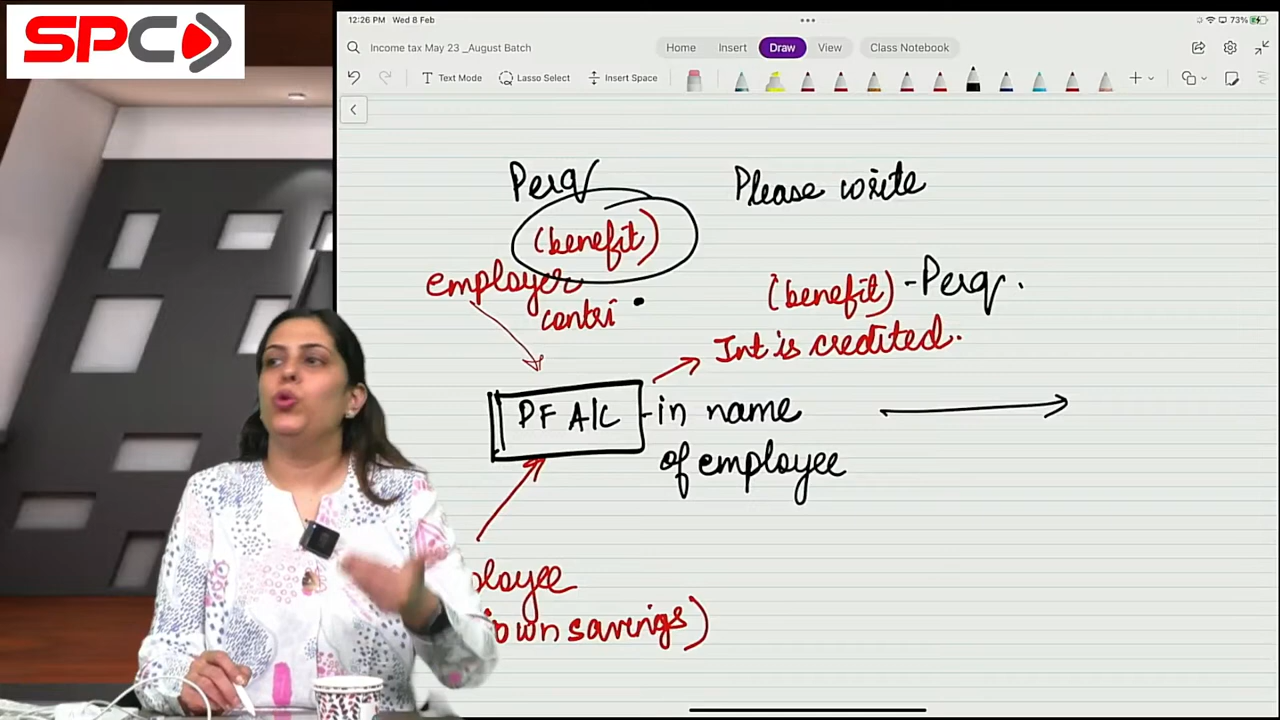 SPC
12:26 PM Wed 8 Feb
73%
Income tax May 23 _August Batch
Home Insert Draw View Class Notebook
Text Mode Lasso Select Insert Space
Perq
Please write
(benefit)
employer
contri
(benefit) - Perq.
Int is credited.
PF A/C - in name
of employee
ployee
own savings)